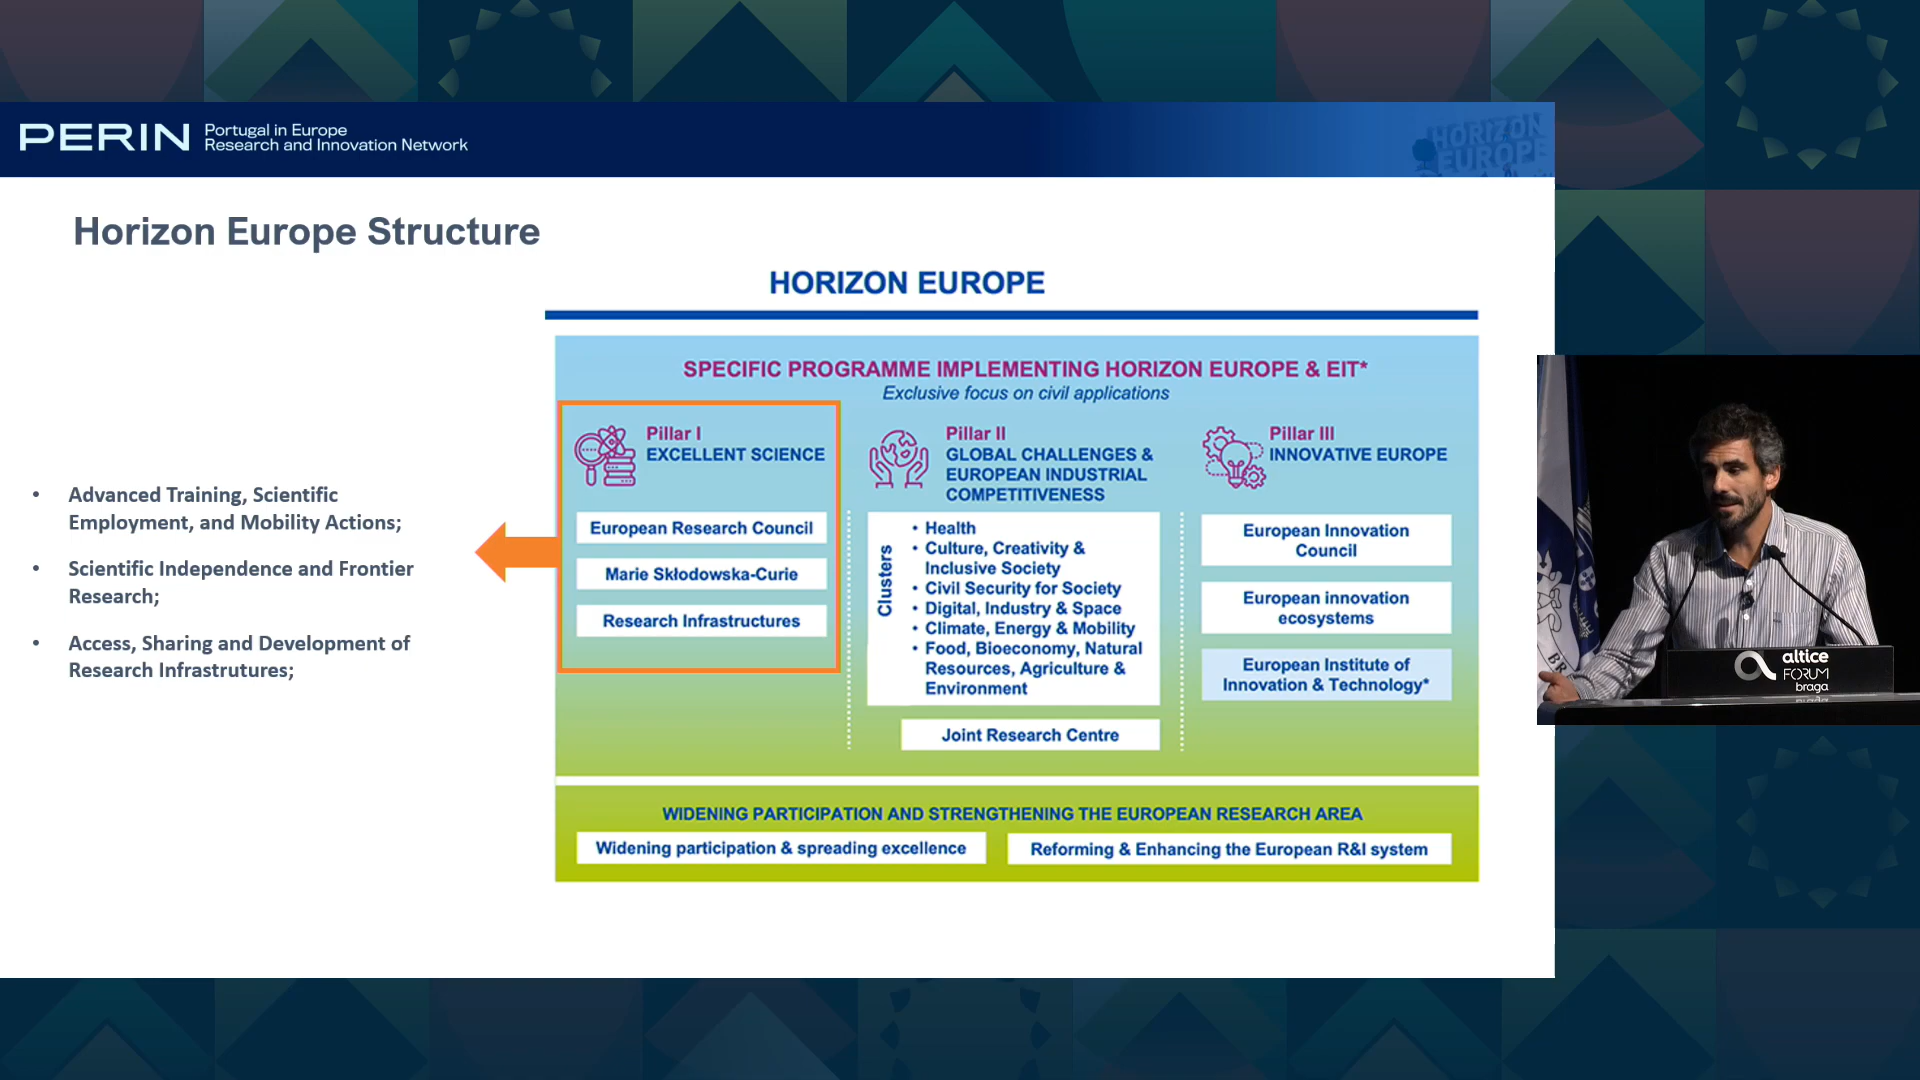 PERIN
Portugal in Europe
Research and Innovation Network
HORIZON
EUROPE
Horizon Europe Structure
HORIZON EUROPE
SPECIFIC PROGRAMME IMPLEMENTING HORIZON EUROPE & EIT*
Exclusive focus on civil applications
Pillar I
EXCELLENT SCIENCE
European Research Council
Marie Skłodowska-Curie
Research Infrastructures
Pillar II
GLOBAL CHALLENGES &
EUROPEAN INDUSTRIAL
COMPETITIVENESS
Clusters
• Health
• Culture, Creativity &
Inclusive Society
• Civil Security for Society
• Digital, Industry & Space
• Climate, Energy & Mobility
• Food, Bioeconomy, Natural
Resources, Agriculture &
Environment
Joint Research Centre
Pillar III
INNOVATIVE EUROPE
European Innovation
Council
European innovation
ecosystems
European Institute of
Innovation & Technology*
WIDENING PARTICIPATION AND STRENGTHENING THE EUROPEAN RESEARCH AREA
Widening participation & spreading excellence
Reforming & Enhancing the European R&I system
• Advanced Training, Scientific
Employment, and Mobility Actions;
• Scientific Independence and Frontier
Research;
• Access, Sharing and Development of
Research Infrastrutures;
altice
FORUM
braga